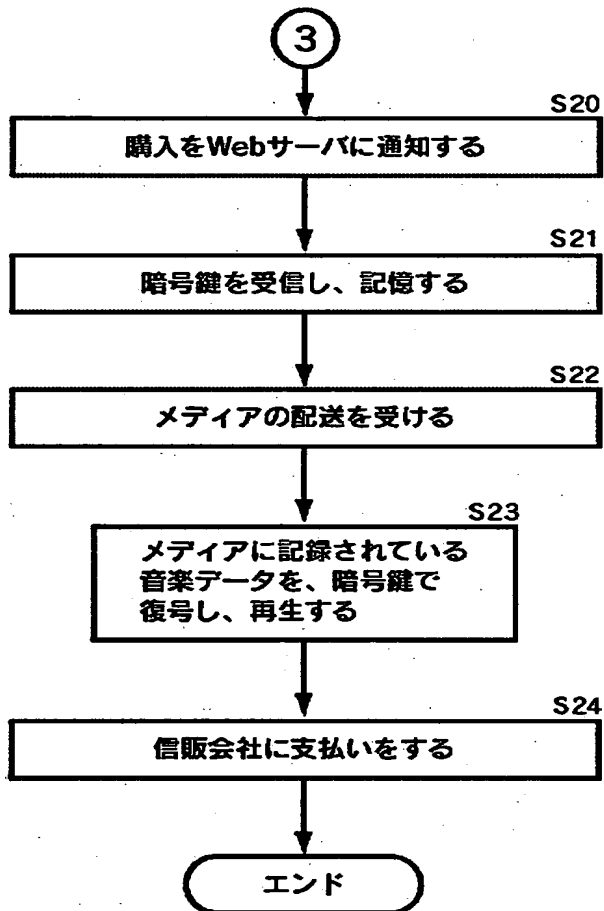 3
S20
購入をWebサーバに通知する
S21
暗号鍵を受信し、記憶する
S22
メディアの配送を受ける
S23
メディアに記録されている
音楽データを、暗号鍵で
復号し、再生する
S24
信販会社に支払いをする
エンド